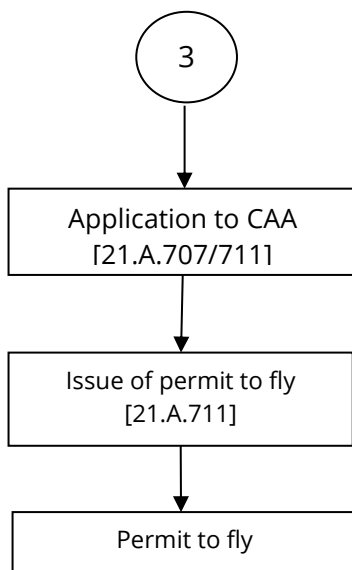 3
Application to CAA
[21.A.707/711]
Issue of permit to fly
[21.A.711]
Permit to fly